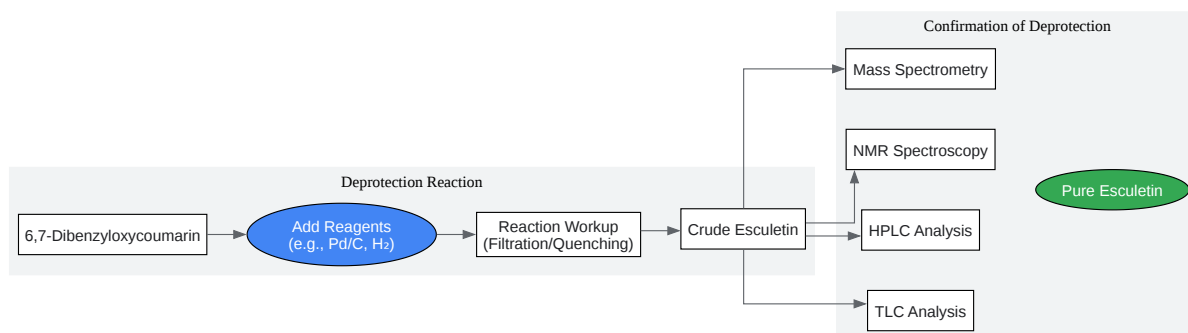 Confirmation of Deprotection
Mass Spectrometry
NMR Spectroscopy
Deprotection Reaction
Pure Esculetin
6,7-Dibenzyloxycoumarin
Add Reagents
(e.g., Pd/C, H₂)
Reaction Workup
(Filtration/Quenching)
Crude Esculetin
HPLC Analysis
TLC Analysis